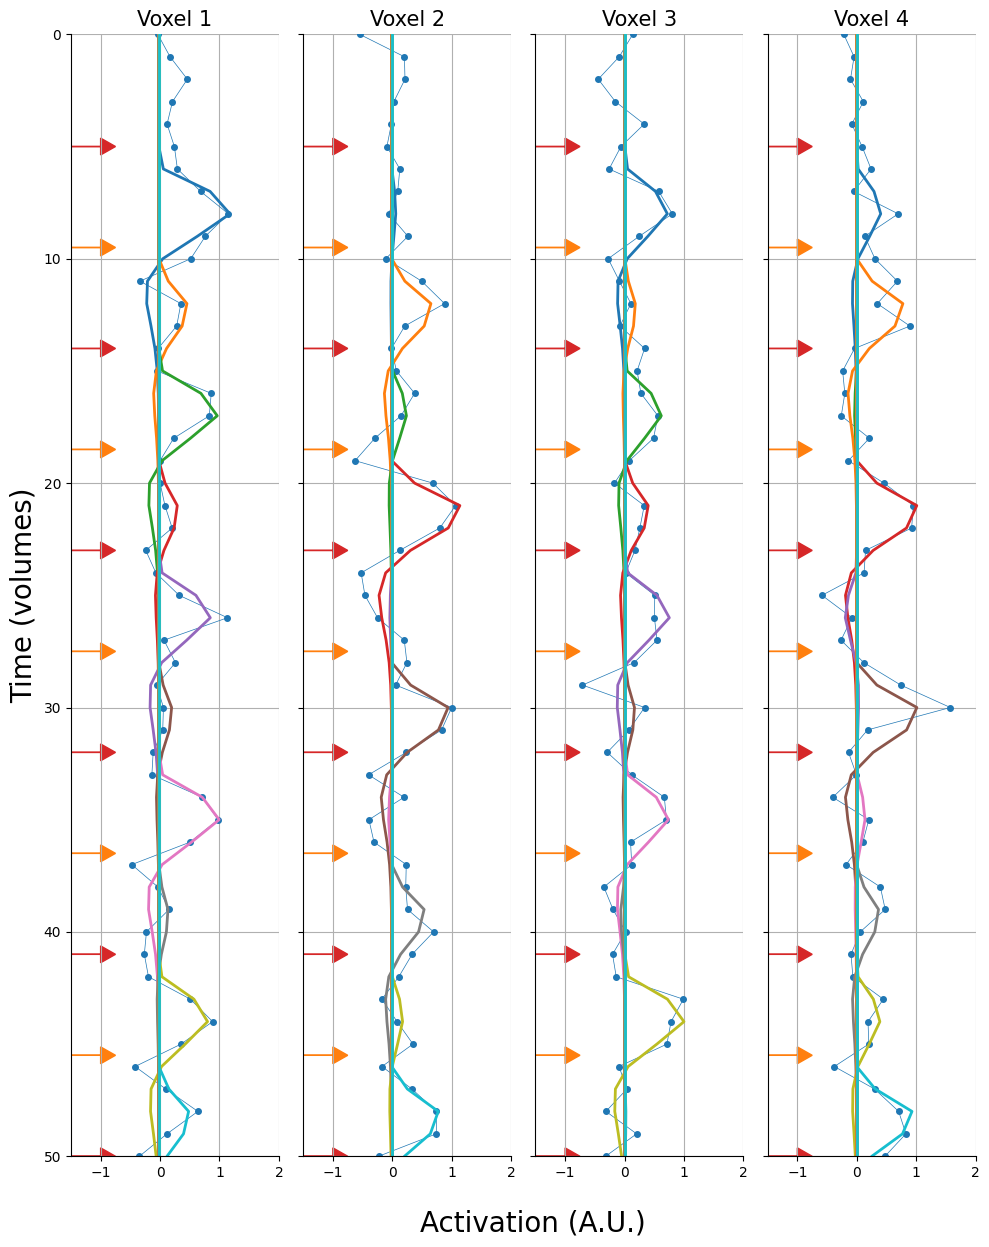 Voxel 1 Voxel 2 Voxel 3 Voxel 4
0
10
20
30
40
50
Time (volumes)
−1 0 1 2 −1 0 1 2 −1 0 1 2 −1 0 1 2
Activation (A.U.)